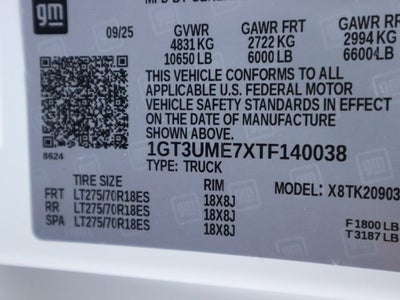 gm
09/25 GVWR GAWR FRT GAWR RR
4831 KG 2722 KG 2994 KG
10650 LB 6000 LB 6600 LB
THIS VEHICLE CONFORMS TO ALL
APPLICABLE U.S. FEDERAL MOTOR
VEHICLE SAFETY STANDARDS IN EFFECT
ON THE DATE OF MANUFACTURE
SHOWN ABOVE.
8624
1GT3UME7XTF140038
TYPE: TRUCK
TIRE SIZE RIM MODEL: X8TK20903
FRT LT275/70R18ES 18X8J
RR LT275/70R18ES 18X8J
SPA LT275/70R18ES 18X8J
F 1800 LB
T 3187 LB